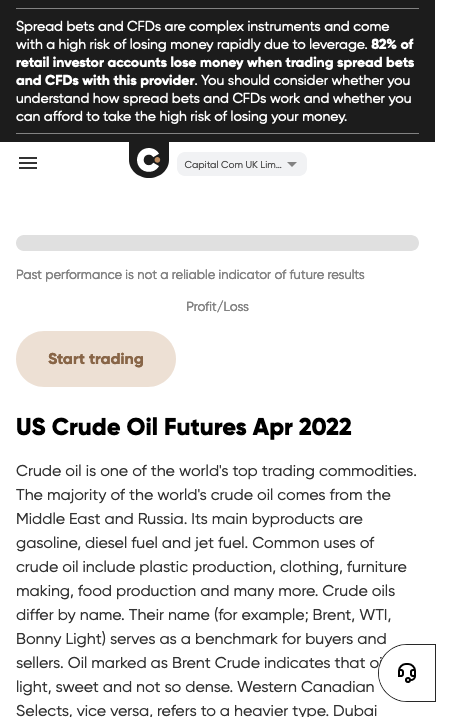 Spread bets and CFDs are complex instruments and come
with a high risk of losing money rapidly due to leverage. 82% of
retail investor accounts lose money when trading spread bets
and CFDs with this provider. You should consider whether you
understand how spread bets and CFDs work and whether you
can afford to take the high risk of losing your money.
Capital Com UK Lim...
Past performance is not a reliable indicator of future results
Profit/Loss
Start trading
US Crude Oil Futures Apr 2022
Crude oil is one of the world's top trading commodities.
The majority of the world's crude oil comes from the
Middle East and Russia. Its main byproducts are
gasoline, diesel fuel and jet fuel. Common uses of
crude oil include plastic production, clothing, furniture
making, food production and many more. Crude oils
differ by name. Their name (for example; Brent, WTI,
Bonny Light) serves as a benchmark for buyers and
sellers. Oil marked as Brent Crude indicates that
light, sweet and not so dense. Western Canadian
Selects, vice versa, refers to a heavier type. Dubai